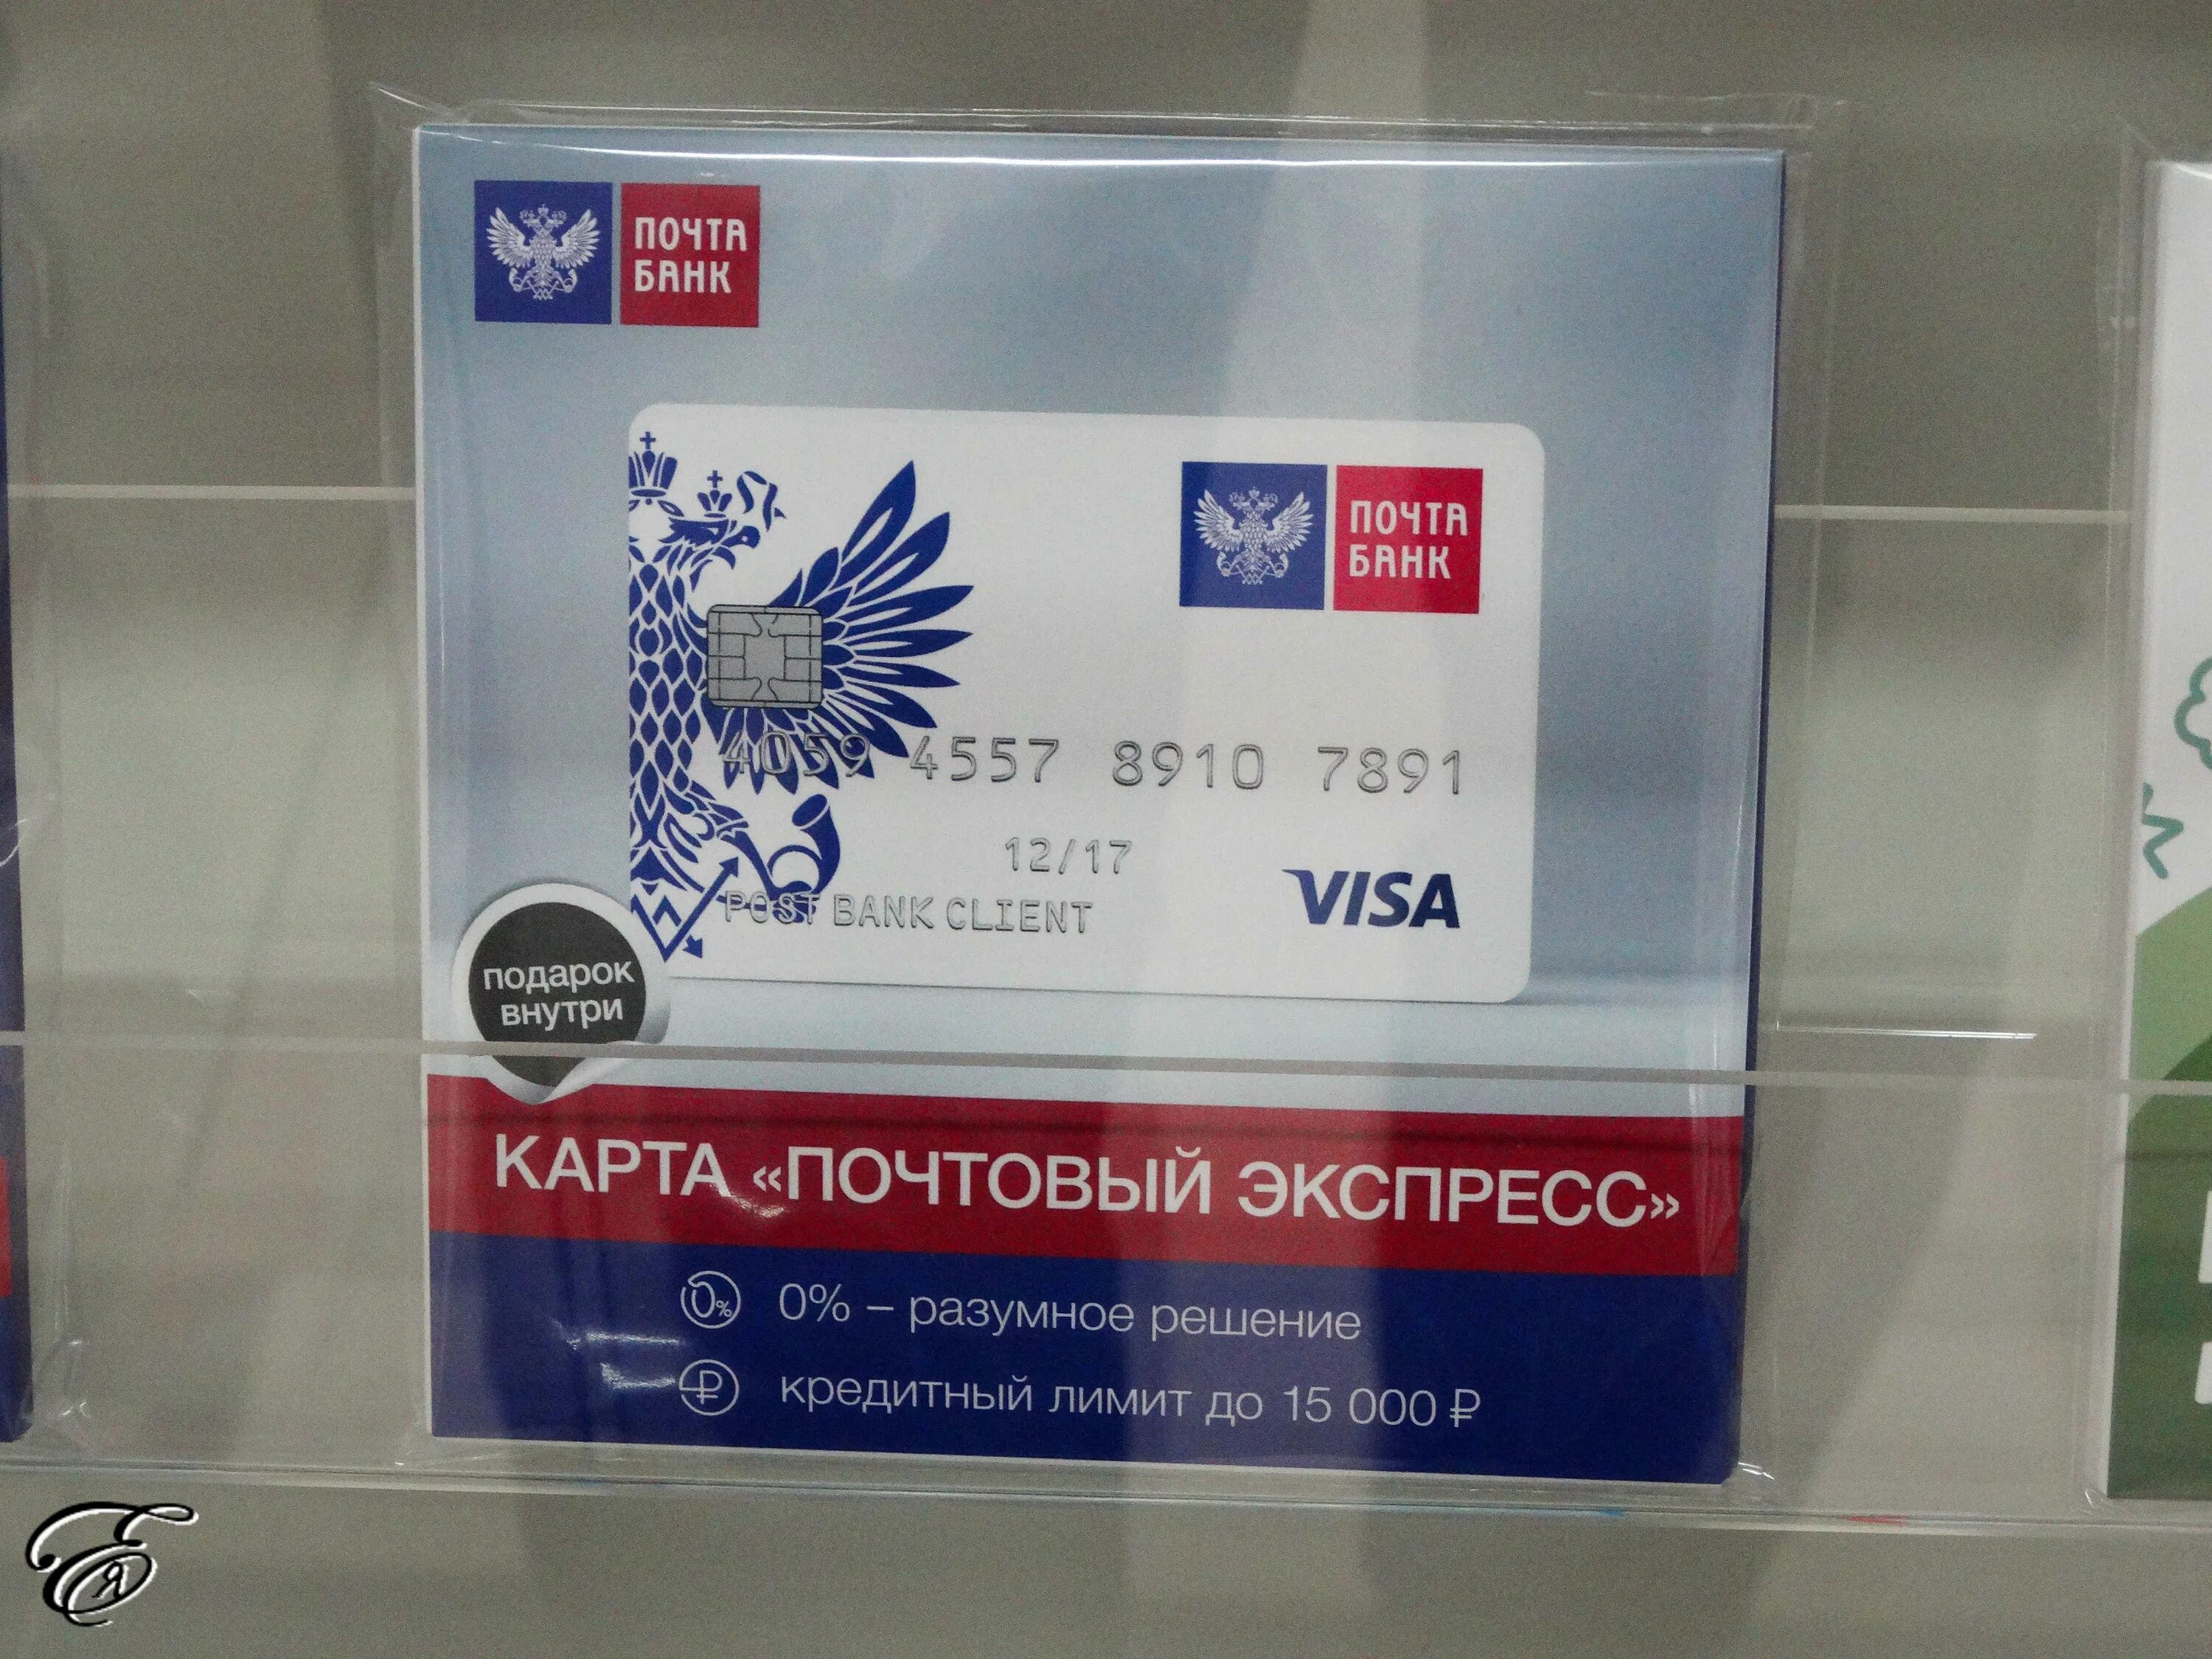 ПОЧТА
БАНК
ПОЧТА
БАНК
4059 4557 8910 7891
12/17
POST BANK CLIENT
VISA
подарок
внутри
КАРТА «ПОЧТОВЫЙ ЭКСПРЕСС»
0% – разумное решение
кредитный лимит до 15 000 ₽